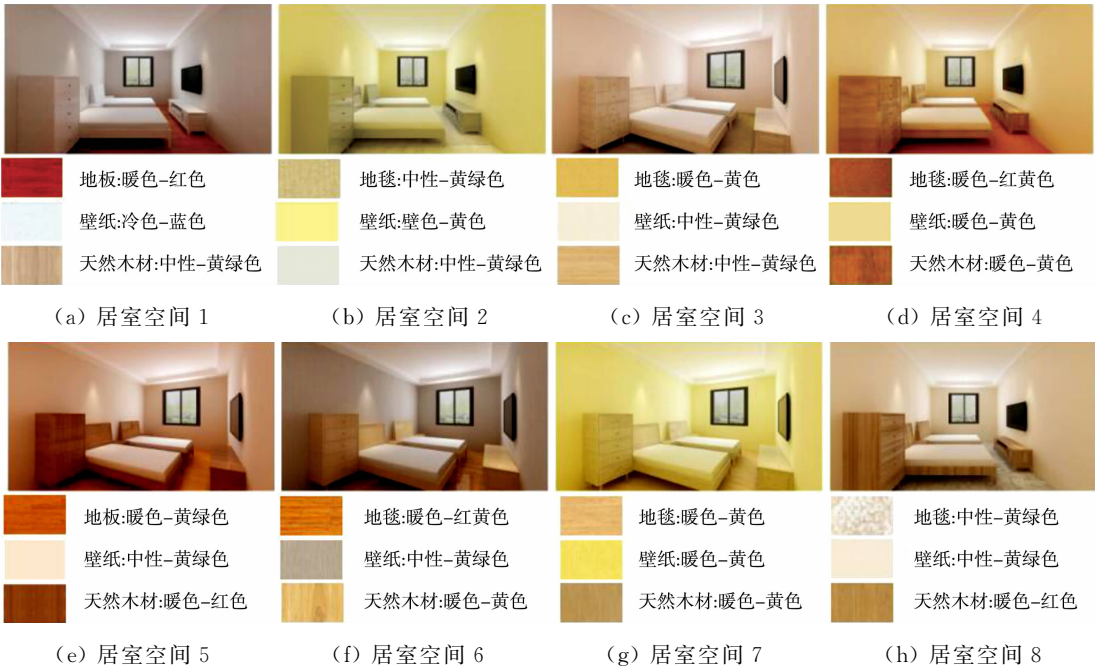 地板:暖色-红色
地毯:中性-黄绿色
地毯:暖色-黄色
地毯:暖色-红黄色
壁纸:冷色-蓝色
壁纸:壁色-黄色
壁纸:中性-黄绿色
壁纸:暖色-黄色
天然木材:中性-黄绿色
天然木材:中性-黄绿色
天然木材:中性-黄绿色
天然木材:暖色-黄色
(a) 居室空间 1
(b) 居室空间 2
(c) 居室空间 3
(d) 居室空间 4
地板:暖色-黄绿色
地毯:暖色-红黄色
地毯:暖色-黄色
地毯:中性-黄绿色
壁纸:中性-黄绿色
壁纸:中性-黄绿色
壁纸:暖色-黄色
壁纸:中性-黄绿色
天然木材:暖色-红色
天然木材:暖色-黄色
天然木材:暖色-黄色
天然木材:暖色-红色
(e) 居室空间 5
(f) 居室空间 6
(g) 居室空间 7
(h) 居室空间 8